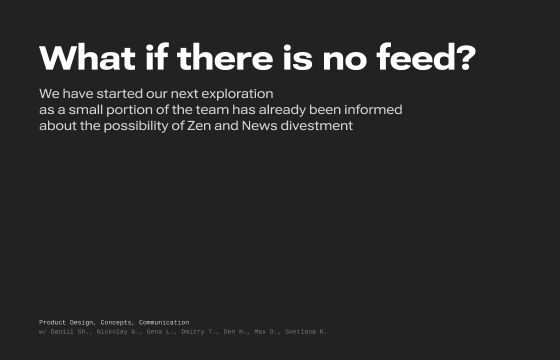 What if there is no feed?
We have started our next exploration
as a small portion of the team has already been informed
about the possibility of Zen and News divestment
Product Design, Concepts, Communication
w/ Daniil Sh., Nickolay G., Gena L., Dmitry T., Den N., Max D., Svetlana K.